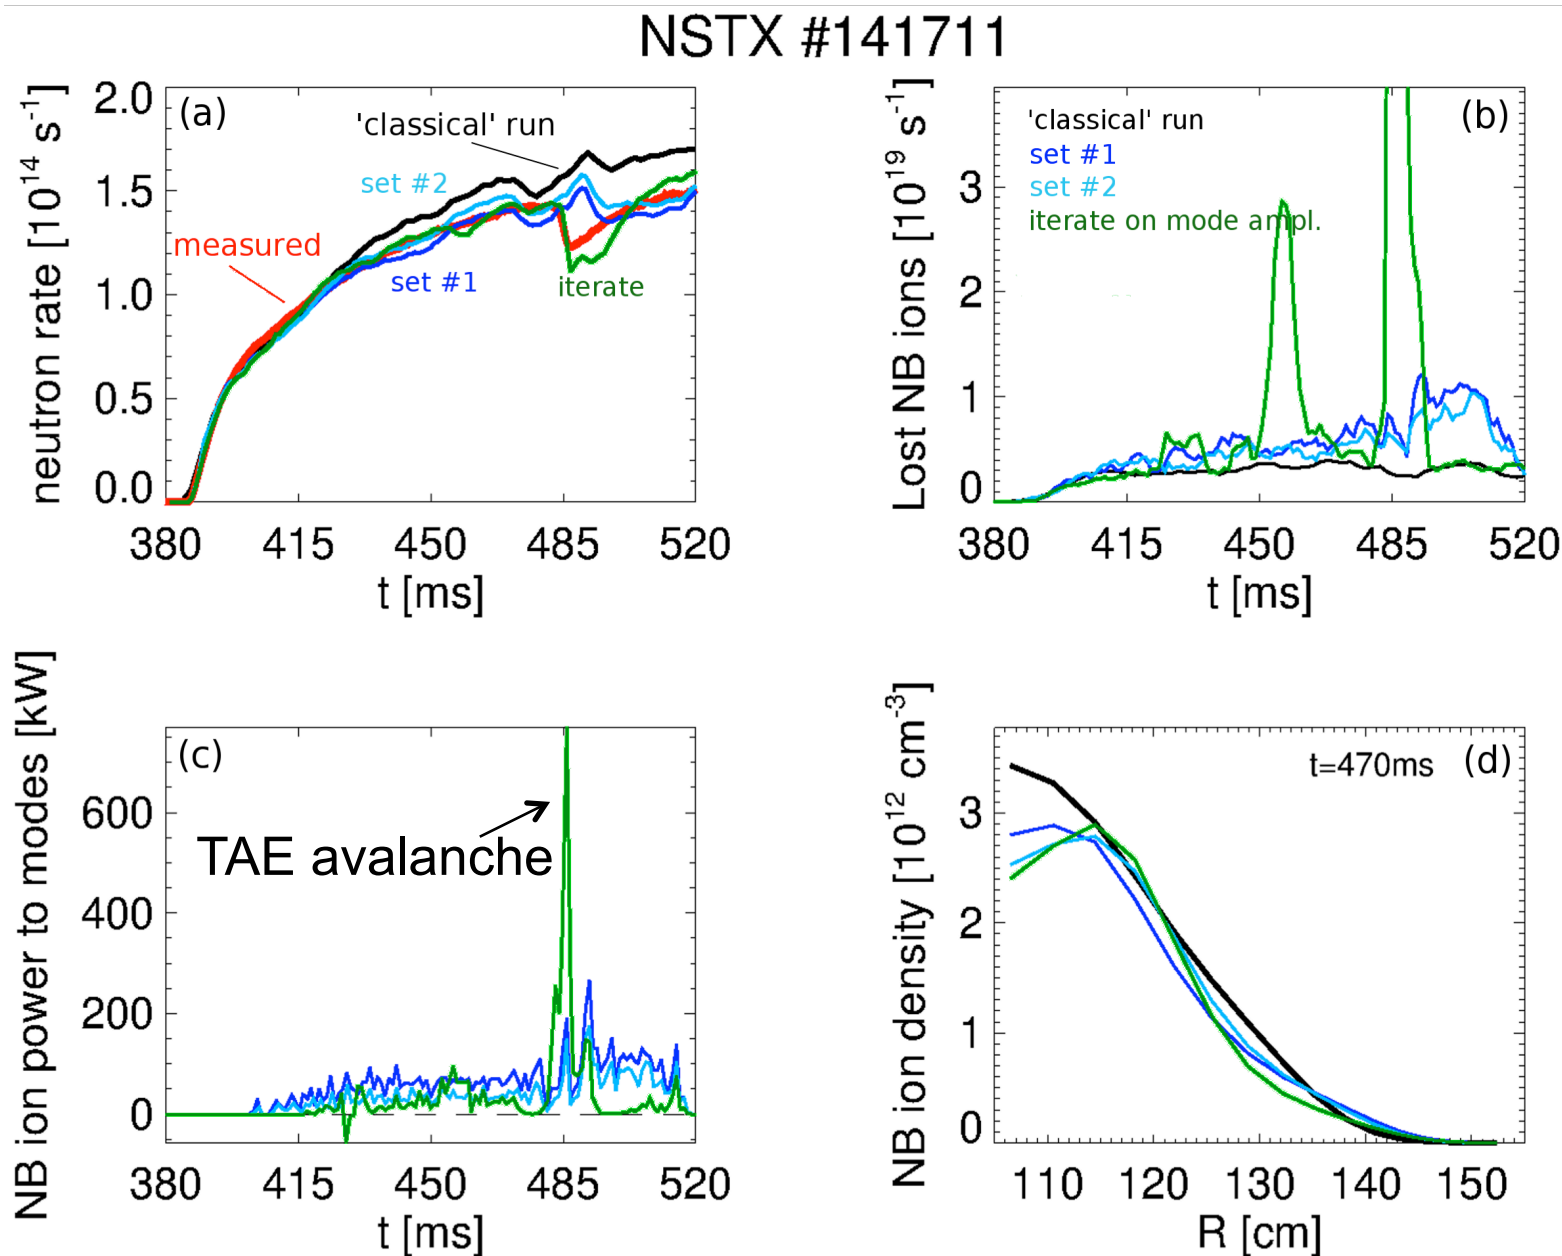 NSTX #141711
(a)
neutron rate [10^14 s^-1]
2.0
1.5
1.0
0.5
0.0
'classical' run
set #2
measured
set #1
iterate
380 415 450 485 520
t [ms]
(b)
Lost NB ions [10^19 s^-1]
3
2
1
0
'classical' run
set #1
set #2
iterate on mode ampl.
380 415 450 485 520
t [ms]
(c)
NB ion power to modes [kW]
600
400
200
0
TAE avalanche
380 415 450 485 520
t [ms]
t=470ms (d)
NB ion density [10^12 cm^-3]
3
2
1
0
110 120 130 140 150
R [cm]